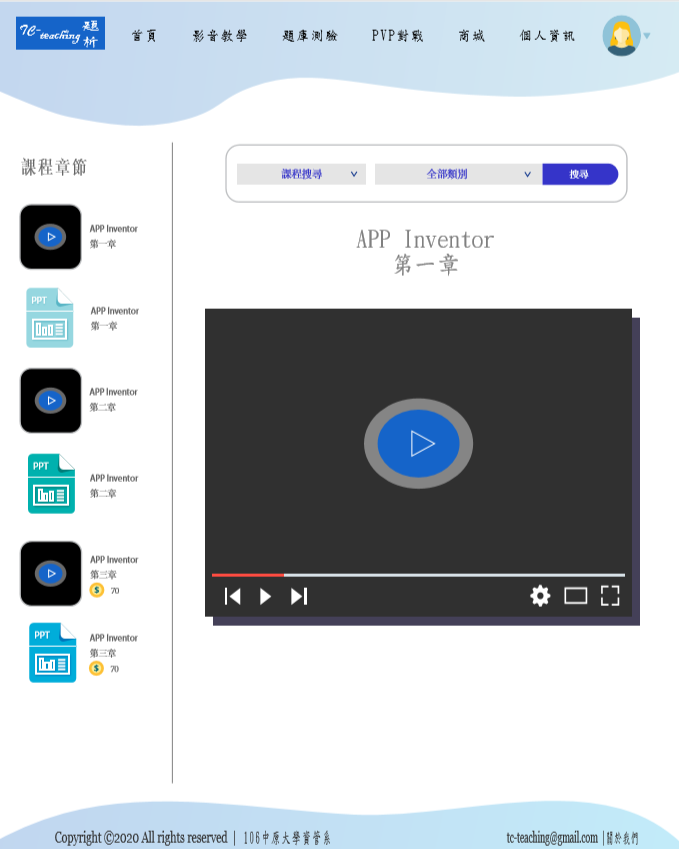 TC-teaching 題析
首頁 影音教學 題庫測驗 PVP對戰 商城 個人資訊
課程章節
APP Inventor
第一章
PPT
APP Inventor
第一章
APP Inventor
第二章
PPT
APP Inventor
第二章
APP Inventor
第三章
$ 70
PPT
APP Inventor
第三章
$ 70
課程搜尋 全部類別 搜尋
APP Inventor
第一章
Copyright ©2020 All rights reserved | 106中原大學資管系
tc-teaching@gmail.com |關於我們